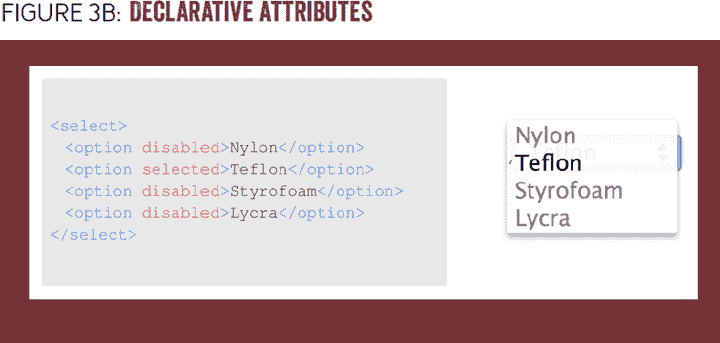 FIGURE 3B: DECLARATIVE ATTRIBUTES
<select>
<option disabled>Nylon</option>
<option selected>Teflon</option>
<option disabled>Styrofoam</option>
<option disabled>Lycra</option>
</select>
Nylon
Teflon
Styrofoam
Lycra